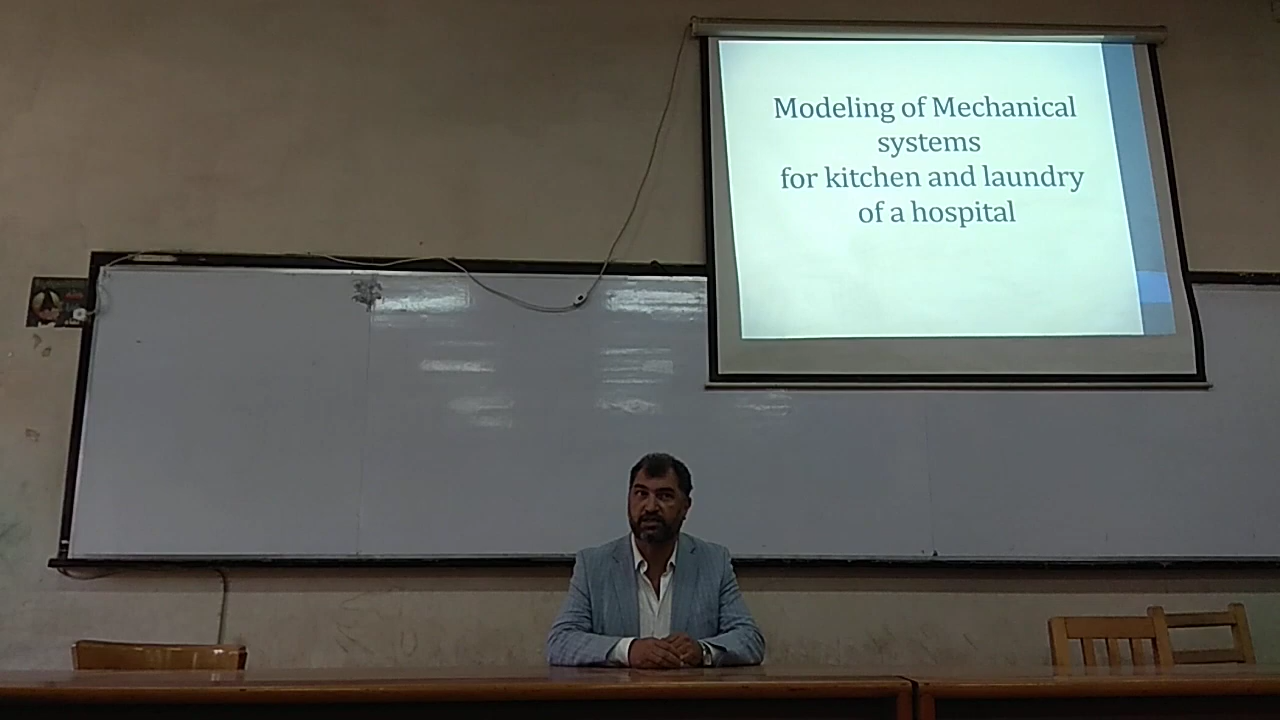 Modeling of Mechanical
systems
for kitchen and laundry
of a hospital